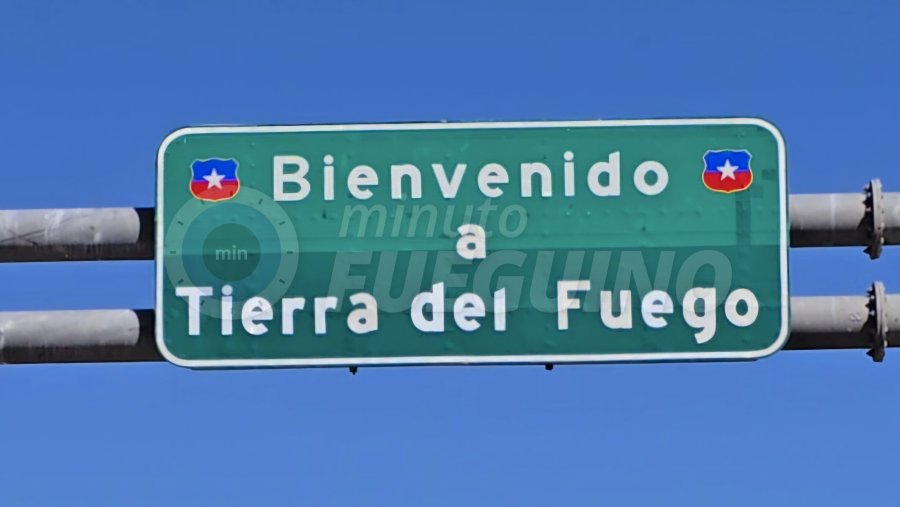 Bienvenido
minuto
a
min
FUEGUINO
Tierra del Fuego